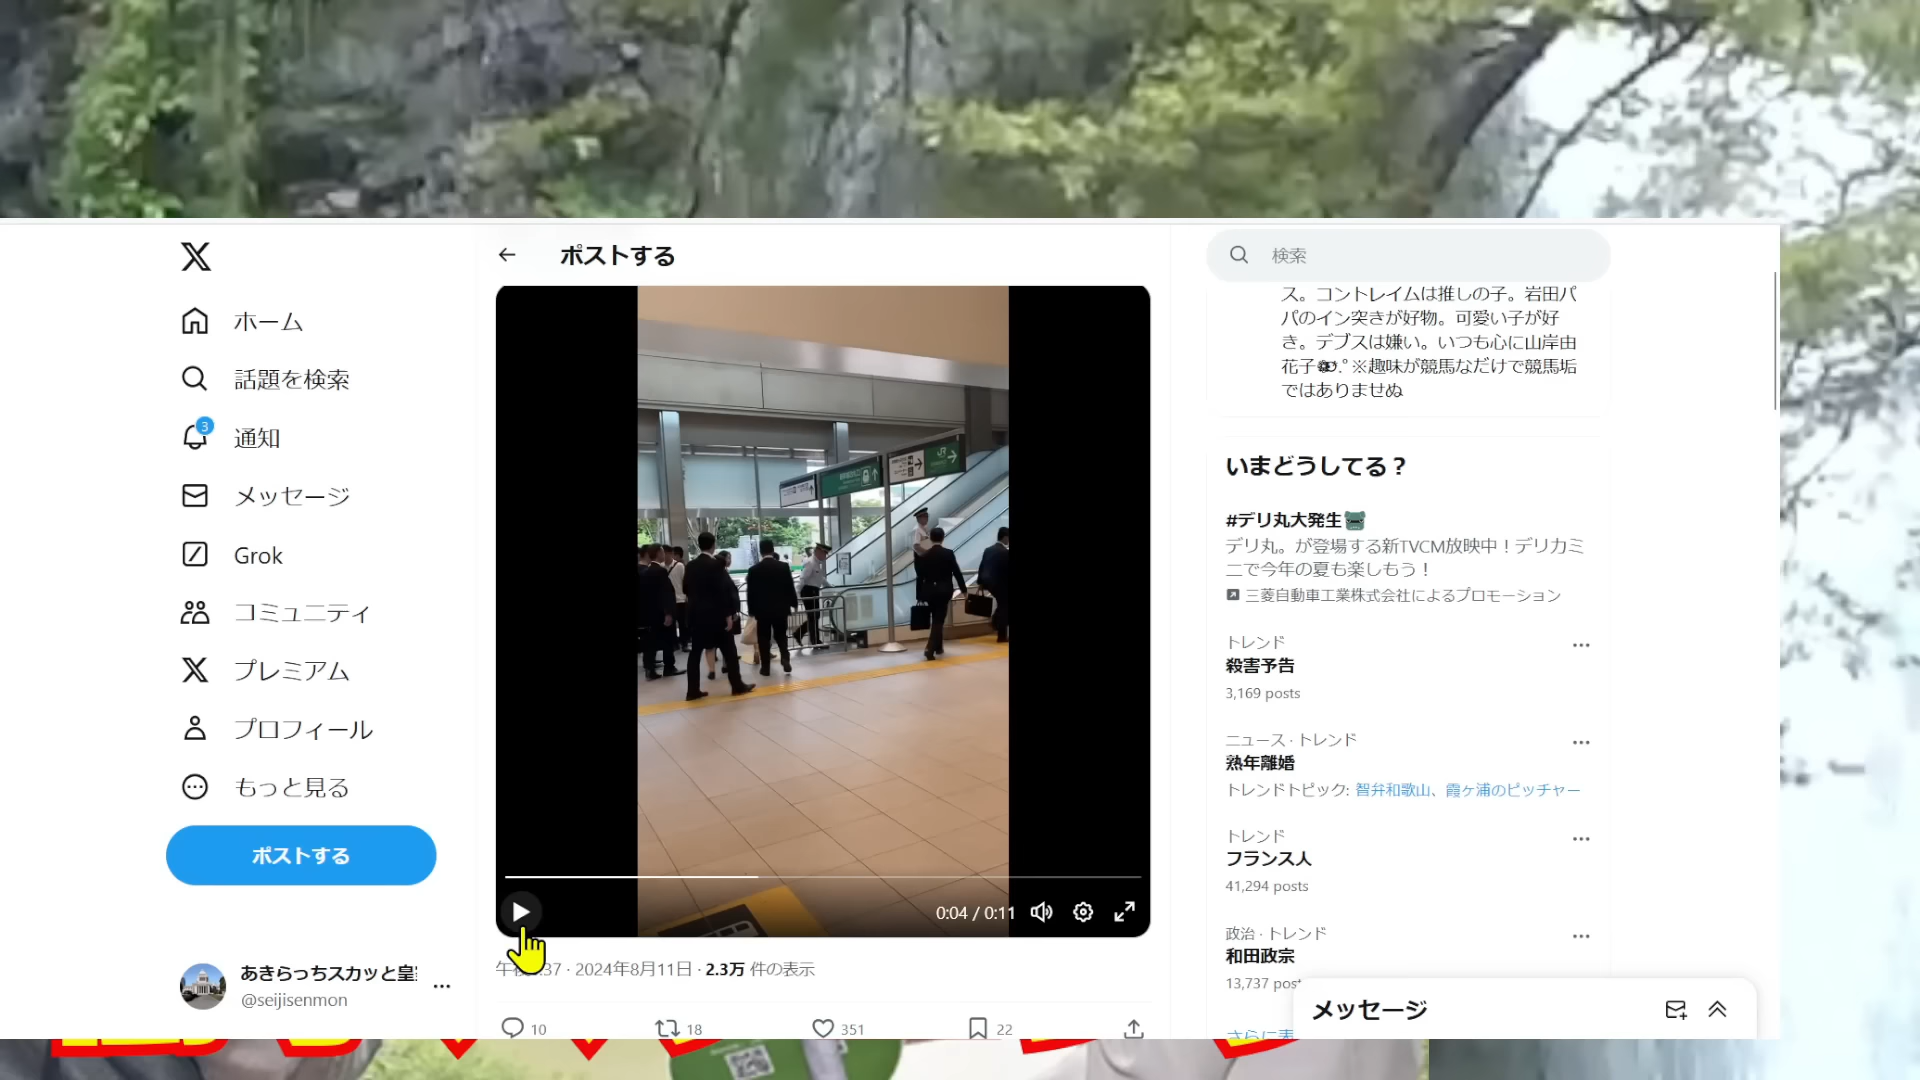 ホーム
話題を検索
3
通知
メッセージ
Grok
コミュニティ
プレミアム
プロフィール
もっと見る
ポストする
あきらっちスカッと皇
@seijisenmon
ポストする
JR
0:04 / 0:11
37 · 2024年8月11日 · 2.3万 件の表示
10
18
351
22
検索
ス。コントレイムは推しの子。岩田パ
パのイン突きが好物。可愛い子が好
き。デブスは嫌い。いつも心に山岸由
花子 ※趣味が競馬なだけで競馬垢
ではありませぬ
いまどうしてる？
#デリ丸大発生
デリ丸。が登場する新TVCM放映中！デリカミ
ニで今年の夏も楽しもう！
三菱自動車工業株式会社によるプロモーション
トレンド
殺害予告
3,169 posts
ニュース · トレンド
熟年離婚
トレンドトピック: 智弁和歌山、霞ヶ浦のピッチャー
トレンド
フランス人
41,294 posts
政治 · トレンド
和田政宗
13,737 post
メッセージ